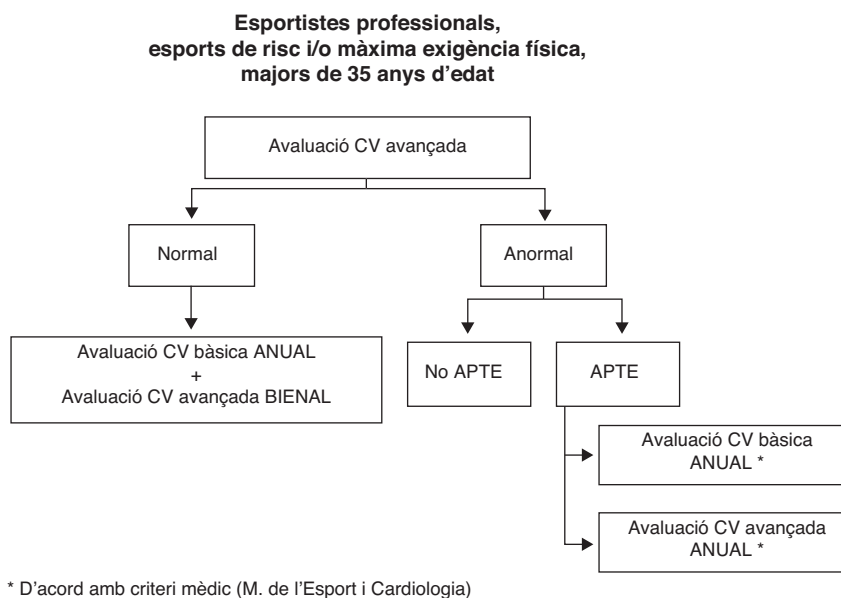 Esportistes professionals,
esports de risc i/o màxima exigència física,
majors de 35 anys d’edat
Avaluació CV avançada
Normal
Anormal
Avaluació CV bàsica ANUAL
+
Avaluació CV avançada BIENAL
No APTE
APTE
Avaluació CV bàsica
ANUAL *
Avaluació CV avançada
ANUAL *
* D’acord amb criteri mèdic (M. de l’Esport i Cardiologia)